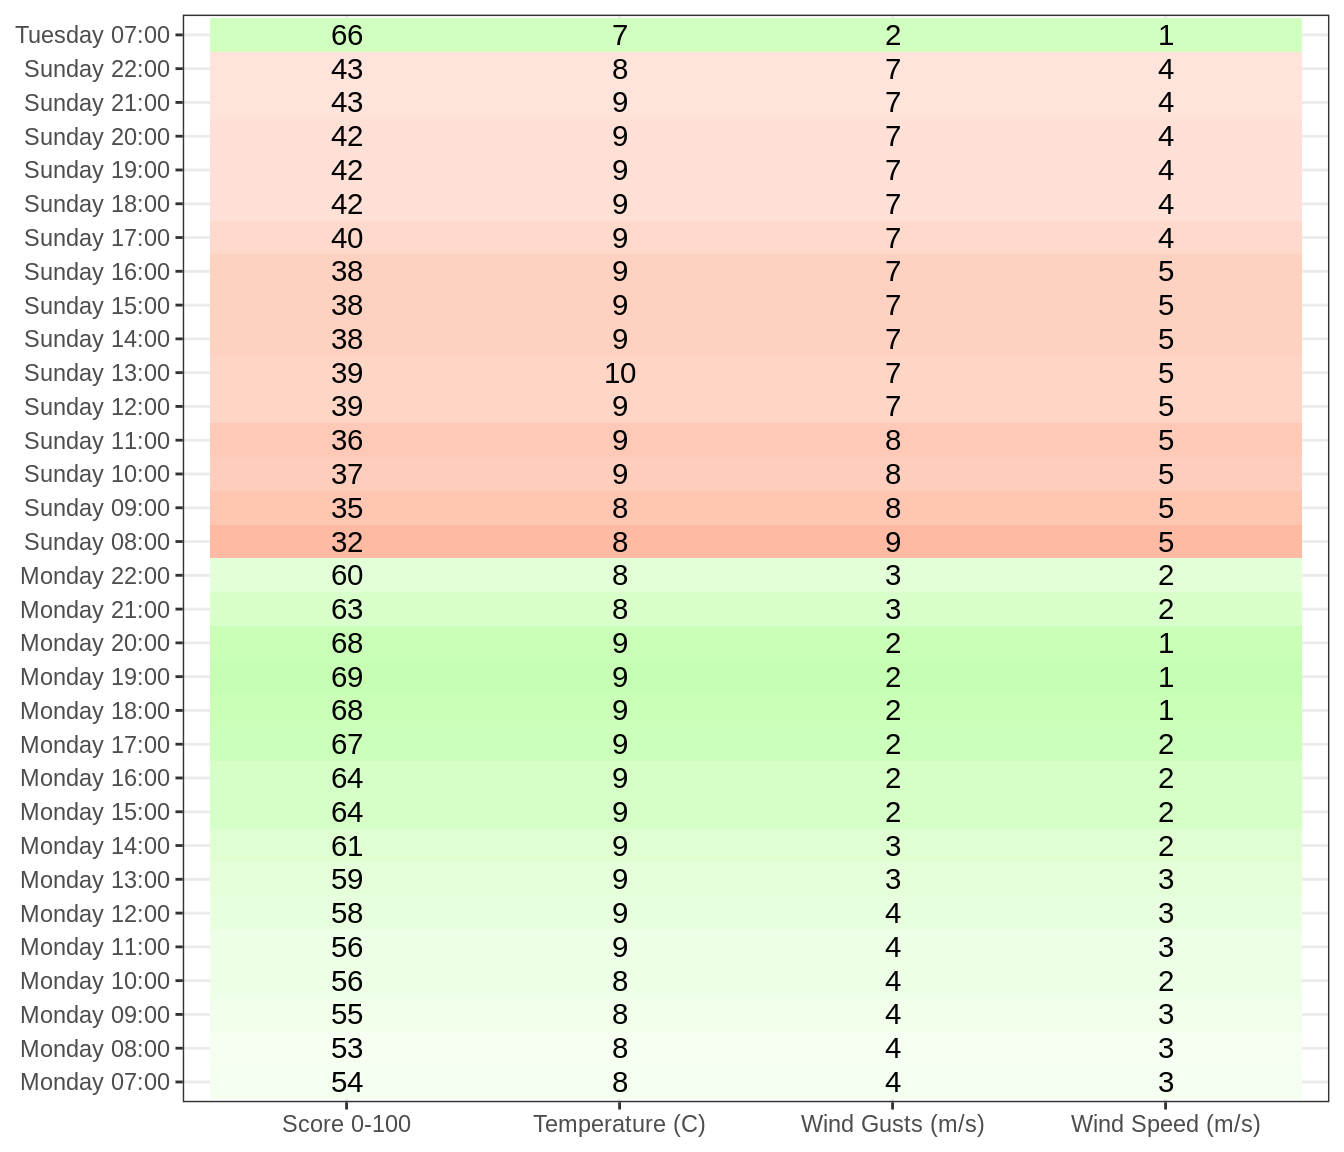 Tuesday 07:00 66 7 2 1
Sunday 22:00 43 8 7 4
Sunday 21:00 43 9 7 4
Sunday 20:00 42 9 7 4
Sunday 19:00 42 9 7 4
Sunday 18:00 42 9 7 4
Sunday 17:00 40 9 7 4
Sunday 16:00 38 9 7 5
Sunday 15:00 38 9 7 5
Sunday 14:00 38 9 7 5
Sunday 13:00 39 10 7 5
Sunday 12:00 39 9 7 5
Sunday 11:00 36 9 8 5
Sunday 10:00 37 9 8 5
Sunday 09:00 35 8 8 5
Sunday 08:00 32 8 9 5
Monday 22:00 60 8 3 2
Monday 21:00 63 8 3 2
Monday 20:00 68 9 2 1
Monday 19:00 69 9 2 1
Monday 18:00 68 9 2 1
Monday 17:00 67 9 2 2
Monday 16:00 64 9 2 2
Monday 15:00 64 9 2 2
Monday 14:00 61 9 3 2
Monday 13:00 59 9 3 3
Monday 12:00 58 9 4 3
Monday 11:00 56 9 4 3
Monday 10:00 56 8 4 2
Monday 09:00 55 8 4 3
Monday 08:00 53 8 4 3
Monday 07:00 54 8 4 3
Score 0-100 Temperature (C) Wind Gusts (m/s) Wind Speed (m/s)